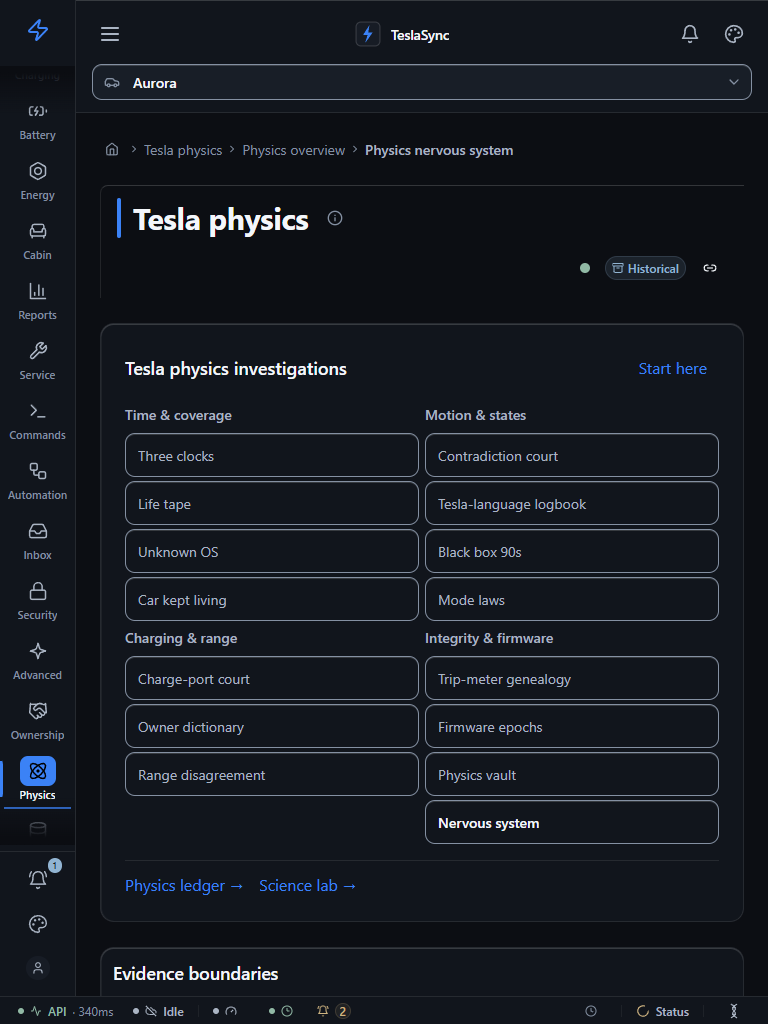 TeslaSync
Aurora
Charging
Battery
Energy
Cabin
Reports
Service
Commands
Automation
Inbox
Security
Advanced
Ownership
Physics
1
Tesla physics > Physics overview > Physics nervous system
Tesla physics
Historical
Tesla physics investigations
Start here
Time & coverage
Three clocks
Life tape
Unknown OS
Car kept living
Motion & states
Contradiction court
Tesla-language logbook
Black box 90s
Mode laws
Charging & range
Charge-port court
Owner dictionary
Range disagreement
Integrity & firmware
Trip-meter genealogy
Firmware epochs
Physics vault
Nervous system
Physics ledger →
Science lab →
Evidence boundaries
API · 340ms
Idle
2
Status